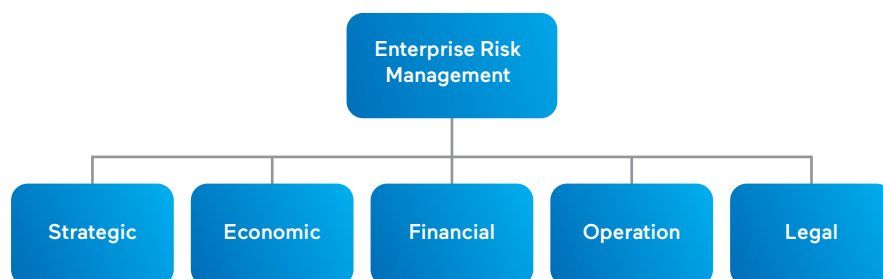 Enterprise Risk
Management
Strategic
Economic
Financial
Operation
Legal